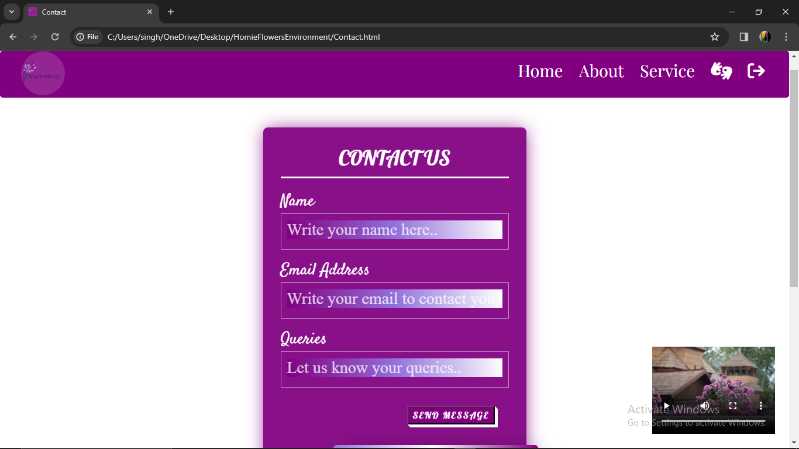 Contact
File
C:/Users/singh/OneDrive/Desktop/HomieFlowersEnvironment/Contact.html
Home About Service
CONTACT US
Name
Write your name here..
Email Address
Write your email to contact you
Queries
Let us know your queries..
SEND MESSAGE
Activate Windows
Go to Settings to activate Windows.